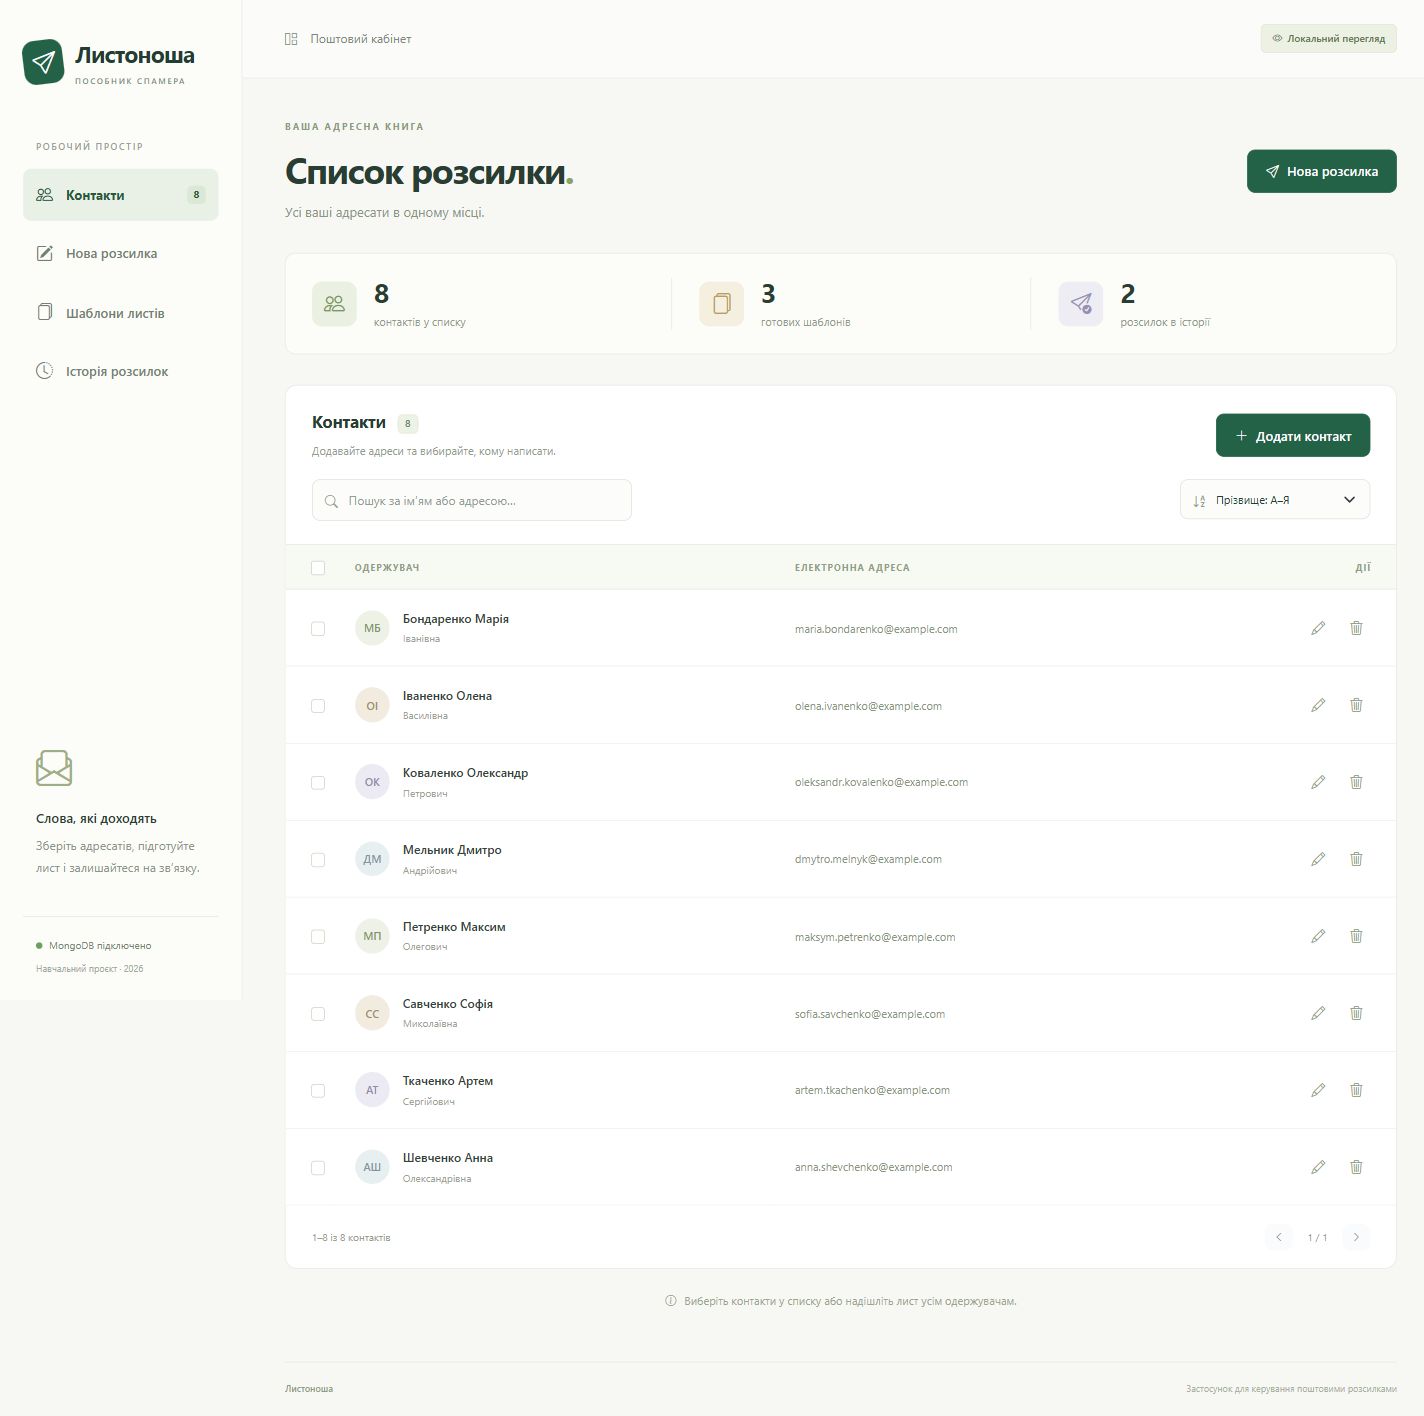 Листоноша
ПОСОБНИК СПАМЕРА
РОБОЧИЙ ПРОСТІР
Контакти 8
Нова розсилка
Шаблони листів
Історія розсилок
Слова, які доходять
Зберіть адресатів, підготуйте
лист і залишайтеся на зв’язку.
MongoDB підключено
Навчальний проєкт · 2026
Поштовий кабінет
Локальний перегляд
ВАША АДРЕСНА КНИГА
Список розсилки.
Усі ваші адресати в одному місці.
Нова розсилка
8
контактів у списку
3
готових шаблонів
2
розсилок в історії
Контакти 8
Додавайте адреси та вибирайте, кому написати.
Додати контакт
Пошук за ім’ям або адресою...
Прізвище: А–Я
ОДЕРЖУВАЧ ЕЛЕКТРОННА АДРЕСА ДІЇ
МБ Бондаренко Марія maria.bondarenko@example.com
Іванівна
ОІ Іваненко Олена olena.ivanenko@example.com
Василівна
ОК Коваленко Олександр oleksandr.kovalenko@example.com
Петрович
ДМ Мельник Дмитро dmytro.melnyk@example.com
Андрійович
МП Петренко Максим maksym.petrenko@example.com
Олегович
СС Савченко Софія sofia.savchenko@example.com
Миколаївна
АТ Ткаченко Артем artem.tkachenko@example.com
Сергійович
АШ Шевченко Анна anna.shevchenko@example.com
Олександрівна
1–8 із 8 контактів
1 / 1
Виберіть контакти у списку або надішліть лист усім одержувачам.
Листоноша
Застосунок для керування поштовими розсилками